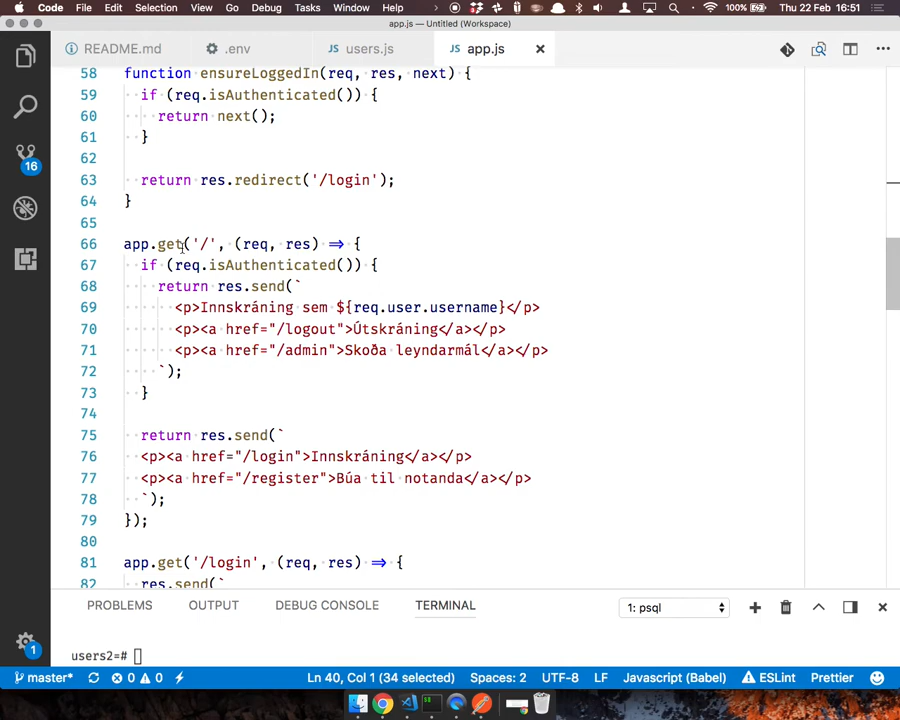 Code File Edit Selection View Go Debug Tasks Window Help 100% Thu 22 Feb 16:51
app.js — Untitled (Workspace)
README.md .env JS users.js JS app.js
58 function ensureLoggedIn(req, res, next) {
59 if (req.isAuthenticated()) {
60 return next();
61 }
62
63 return res.redirect('/login');
64 }
65
66 app.get('/', (req, res) => {
67 if (req.isAuthenticated()) {
68 return res.send(`
69 <p>Innskráning sem ${req.user.username}</p>
70 <p><a href="/logout">Útskráning</a></p>
71 <p><a href="/admin">Skoða leyndarmál</a></p>
72 `);
73 }
74
75 return res.send(`
76 <p><a href="/login">Innskráning</a></p>
77 <p><a href="/register">Búa til notanda</a></p>
78 `);
79 });
80
81 app.get('/login', (req, res) => {
82 res.send(`
16
PROBLEMS OUTPUT DEBUG CONSOLE TERMINAL 1: psql
users2=#
1
master* 0 0 Ln 40, Col 1 (34 selected) Spaces: 2 UTF-8 LF Javascript (Babel) ESLint Prettier